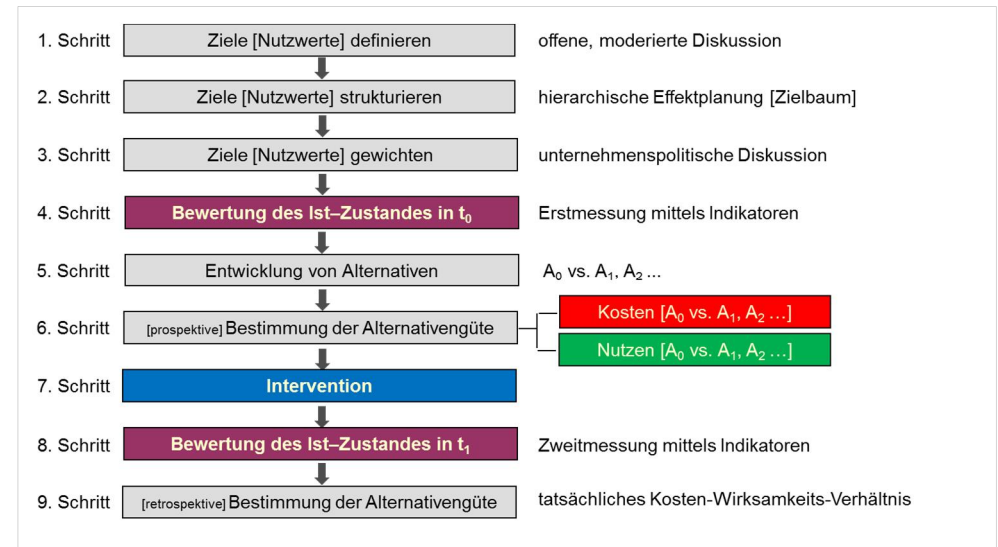 1. Schritt Ziele [Nutzwerte] definieren offene, moderierte Diskussion
2. Schritt Ziele [Nutzwerte] strukturieren hierarchische Effektplanung [Zielbaum]
3. Schritt Ziele [Nutzwerte] gewichten unternehmenspolitische Diskussion
4. Schritt Bewertung des Ist–Zustandes in t₀ Erstmessung mittels Indikatoren
5. Schritt Entwicklung von Alternativen A₀ vs. A₁, A₂ ...
Kosten [A₀ vs. A₁, A₂ ...]
6. Schritt [prospektive] Bestimmung der Alternativengüte
Nutzen [A₀ vs. A₁, A₂ ...]
7. Schritt Intervention
8. Schritt Bewertung des Ist–Zustandes in t₁ Zweitmessung mittels Indikatoren
9. Schritt [retrospektive] Bestimmung der Alternativengüte tatsächliches Kosten-Wirksamkeits-Verhältnis